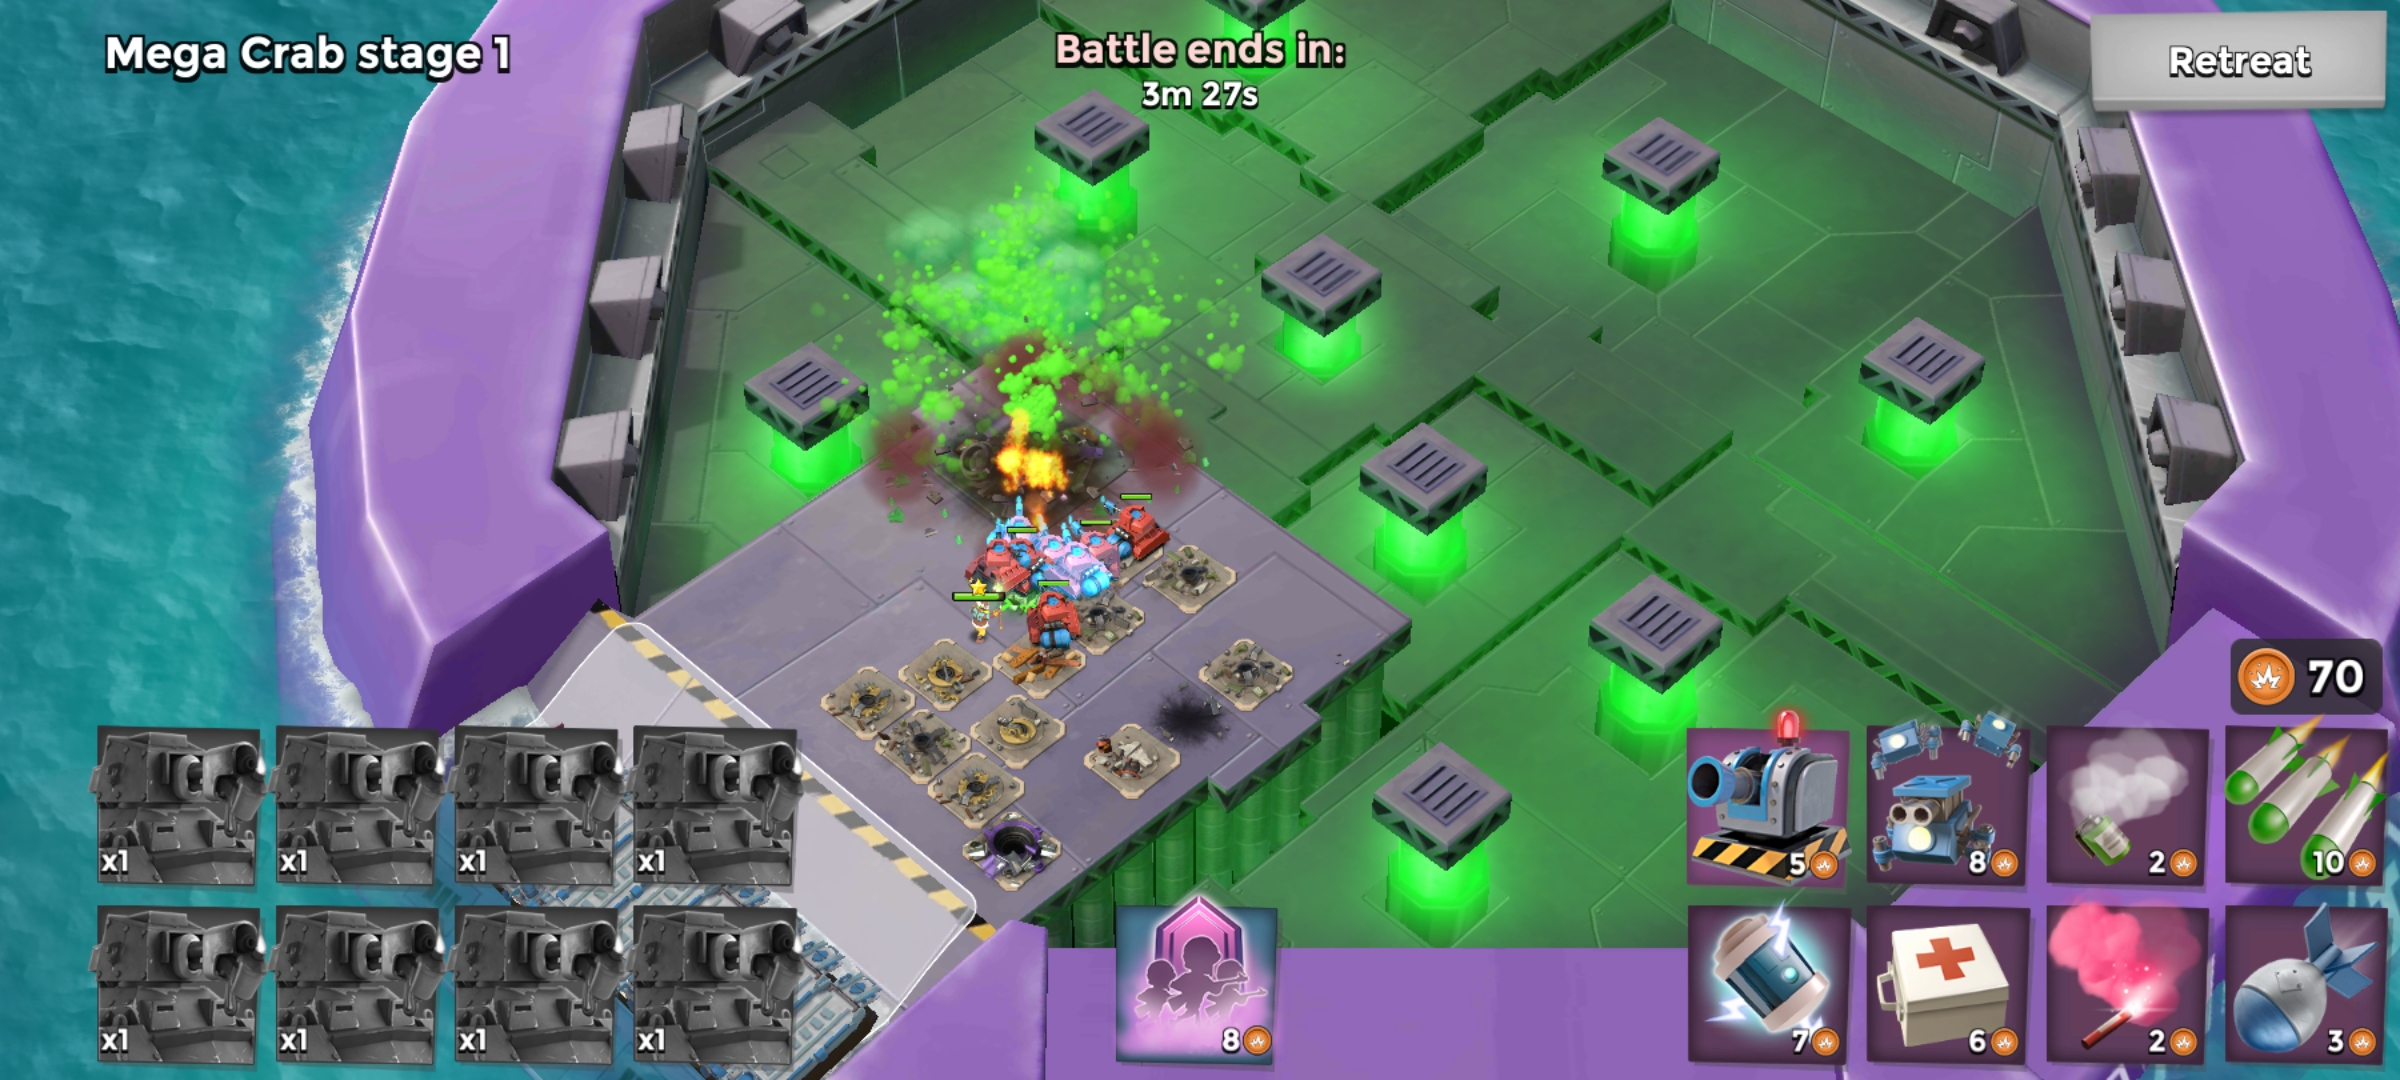 Mega Crab stage 1
Battle ends in:
3m 27s
Retreat
70
x1
x1
x1
x1
5
8
2
10
x1
x1
x1
x1
8
7
6
2
3